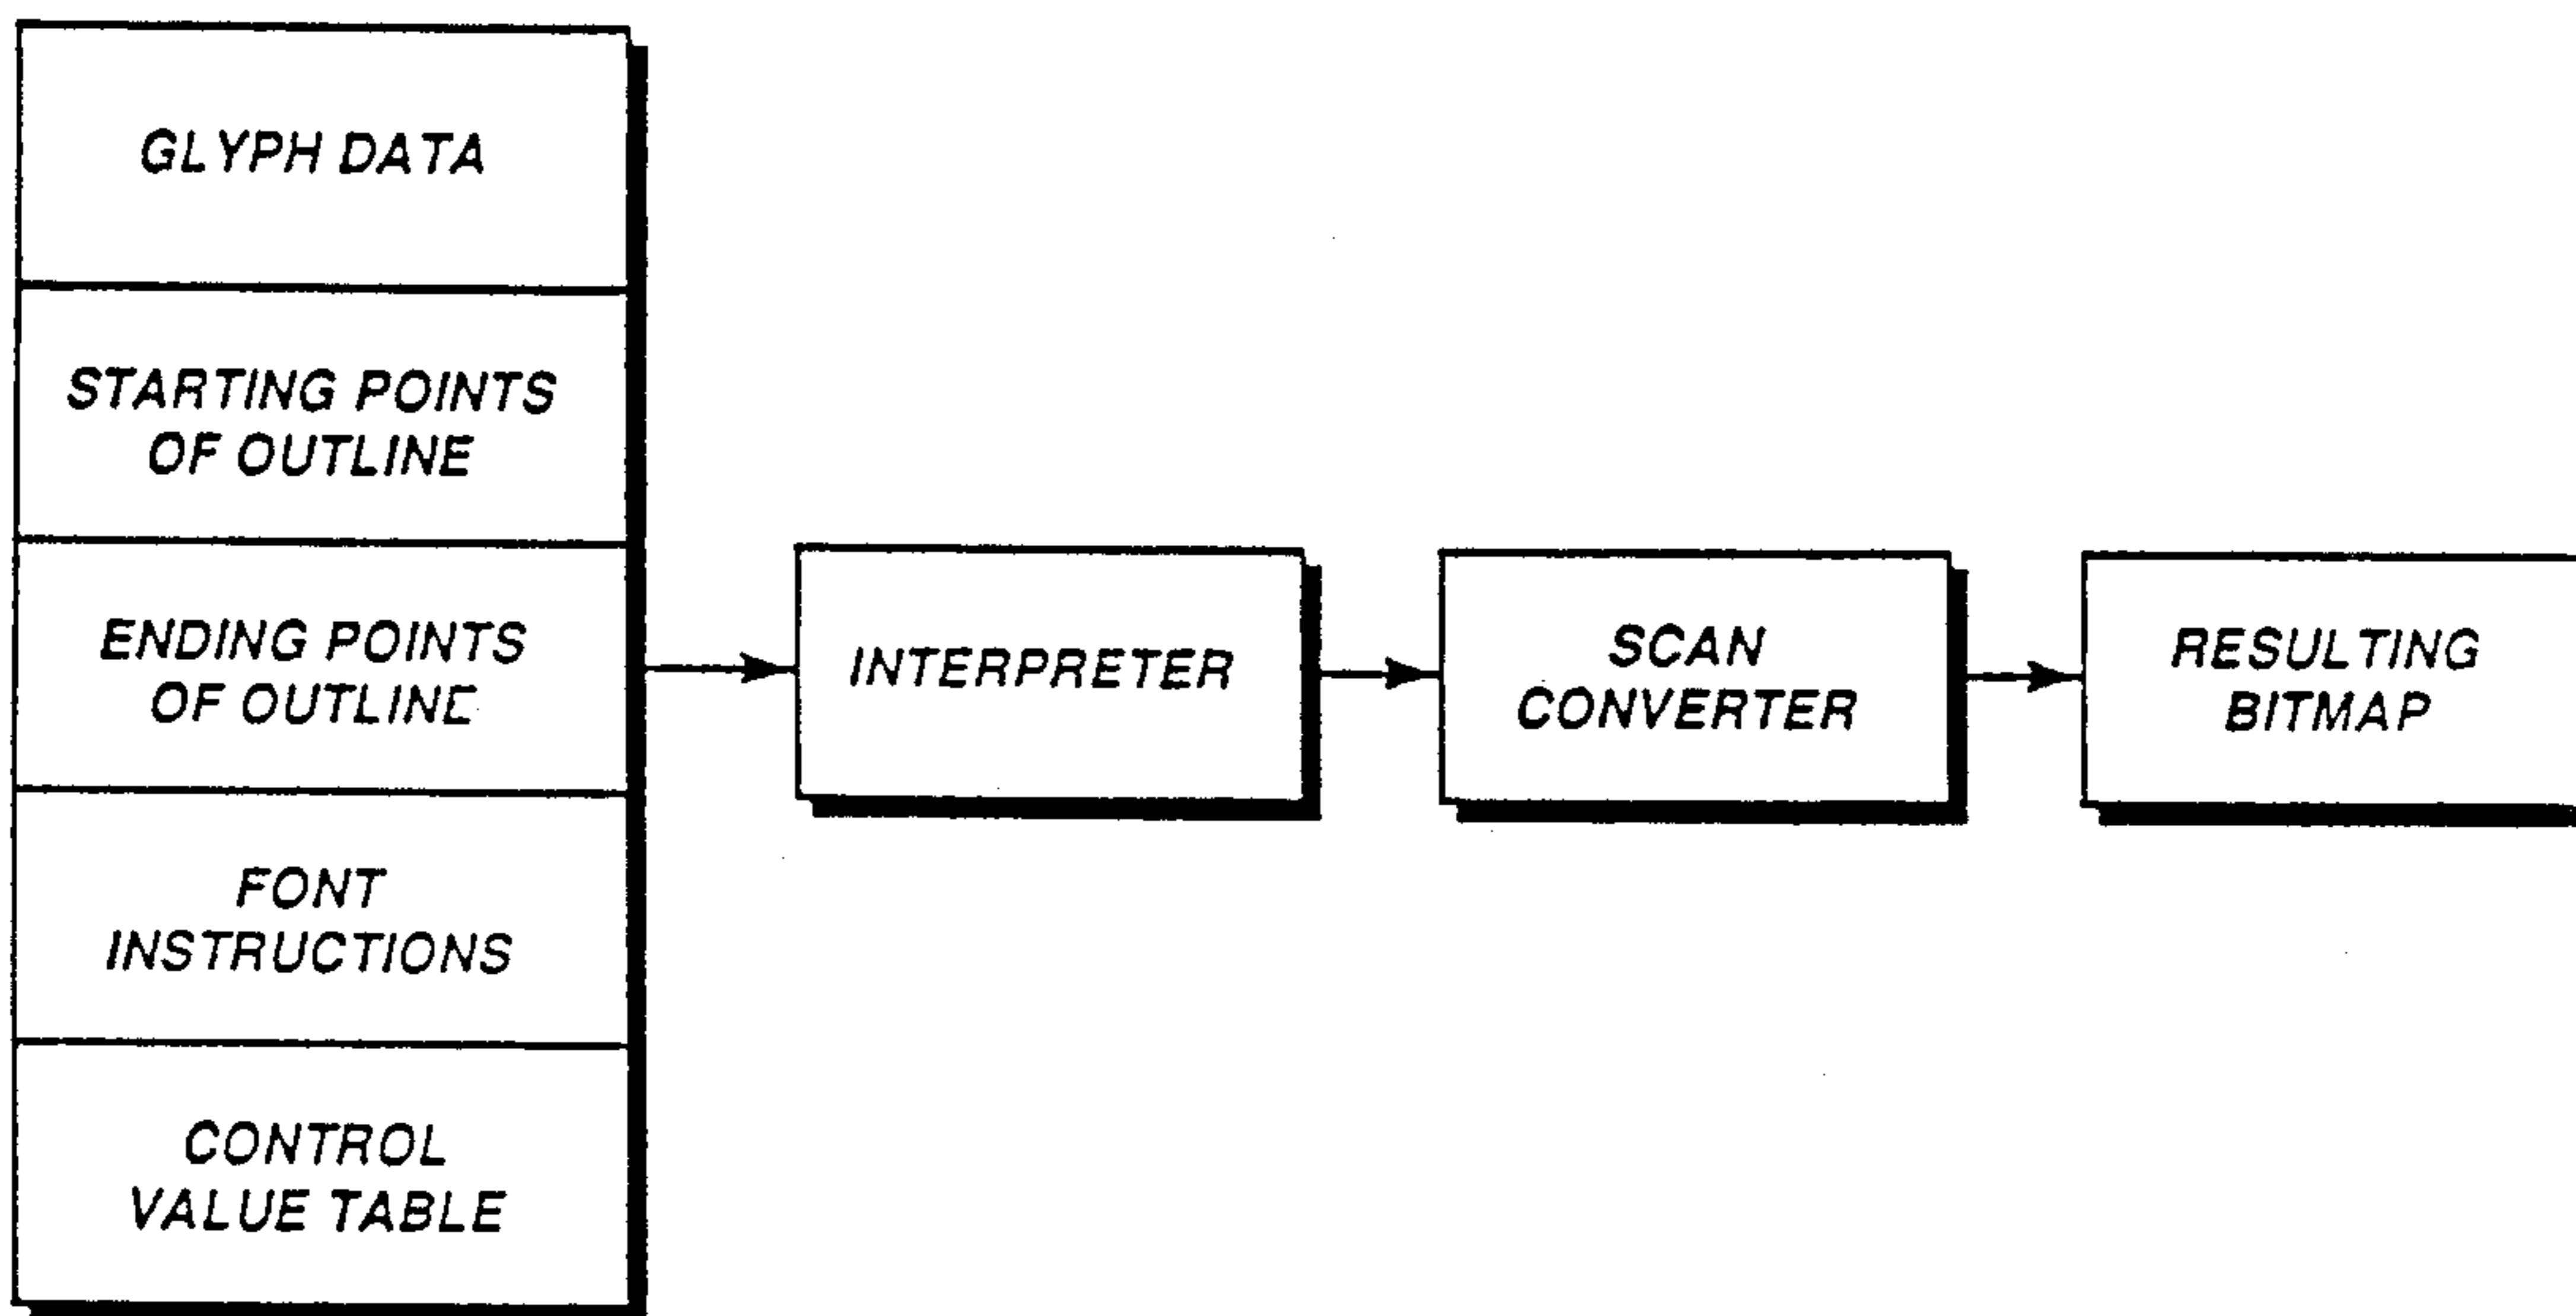 GLYPH DATA
STARTING POINTS
OF OUTLINE
ENDING POINTS
OF OUTLINE
FONT
INSTRUCTIONS
CONTROL
VALUE TABLE
INTERPRETER
SCAN
CONVERTER
RESULTING
BITMAP